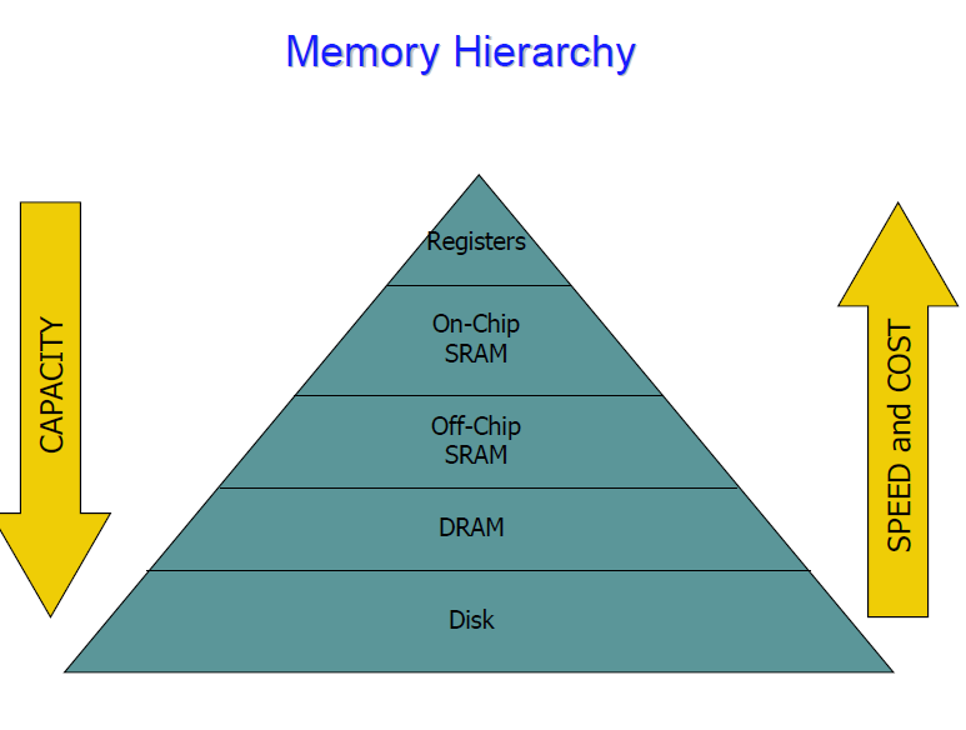 Memory Hierarchy
Registers
On-Chip
SRAM
Off-Chip
SRAM
DRAM
Disk
CAPACITY
SPEED and COST